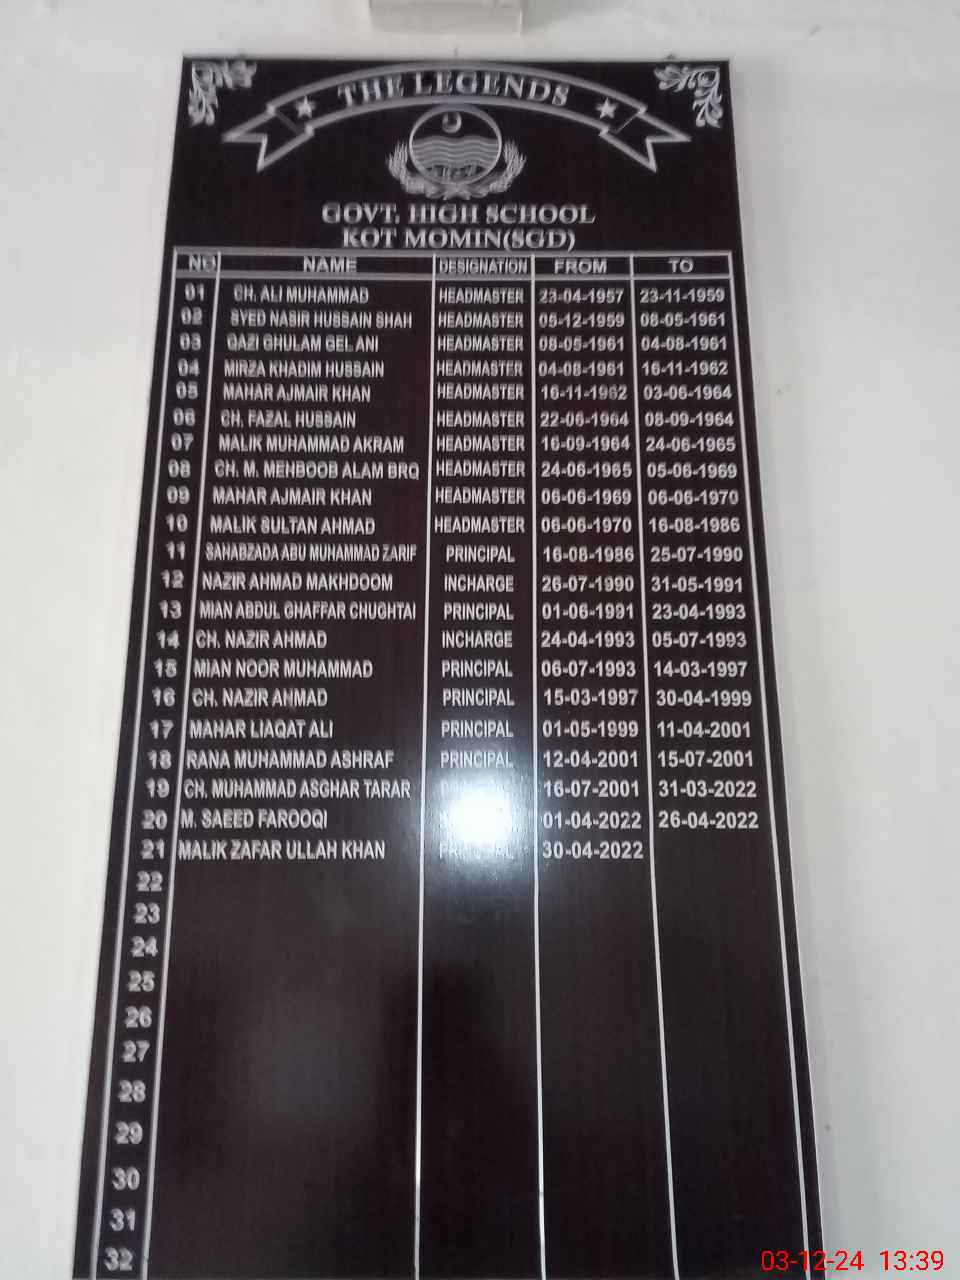 THE LEGENDS
GOVT. HIGH SCHOOL
KOT MOMIN(SGD)
NO NAME DESIGNATION FROM TO
01 CH. ALI MUHAMMAD HEADMASTER 23-04-1957 23-11-1959
02 SYED NASIR HUSSAIN SHAH HEADMASTER 05-12-1959 08-05-1961
03 QAZI GHULAM GELANI HEADMASTER 08-05-1961 04-08-1961
04 MIRZA KHADIM HUSSAIN HEADMASTER 04-08-1961 16-11-1962
05 MAHAR AJMAIR KHAN HEADMASTER 16-11-1962 03-06-1964
06 CH. FAZAL HUSSAIN HEADMASTER 22-06-1964 08-09-1964
07 MALIK MUHAMMAD AKRAM HEADMASTER 16-09-1964 24-06-1965
08 CH. M. MEHBOOB ALAM BRQ HEADMASTER 24-06-1965 05-06-1969
09 MAHAR AJMAIR KHAN HEADMASTER 06-06-1969 06-06-1970
10 MALIK SULTAN AHMAD HEADMASTER 06-06-1970 16-08-1986
11 SAHABZADA ABU MUHAMMAD ZARIF PRINCIPAL 16-08-1986 25-07-1990
12 NAZIR AHMAD MAKHDOOM INCHARGE 26-07-1990 31-05-1991
13 MIAN ABDUL GHAFFAR CHUGHTAI PRINCIPAL 01-06-1991 23-04-1993
14 CH. NAZIR AHMAD INCHARGE 24-04-1993 05-07-1993
15 MIAN NOOR MUHAMMAD PRINCIPAL 06-07-1993 14-03-1997
16 CH. NAZIR AHMAD PRINCIPAL 15-03-1997 30-04-1999
17 MAHAR LIAQAT ALI PRINCIPAL 01-05-1999 11-04-2001
18 RANA MUHAMMAD ASHRAF PRINCIPAL 12-04-2001 15-07-2001
19 CH. MUHAMMAD ASGHAR TARAR 16-07-2001 31-03-2022
20 M. SAEED FAROOQI 01-04-2022 26-04-2022
21 MALIK ZAFAR ULLAH KHAN PRINCIPAL 30-04-2022
22
23
24
25
26
27
28
29
30
31
32
03-12-24 13:39